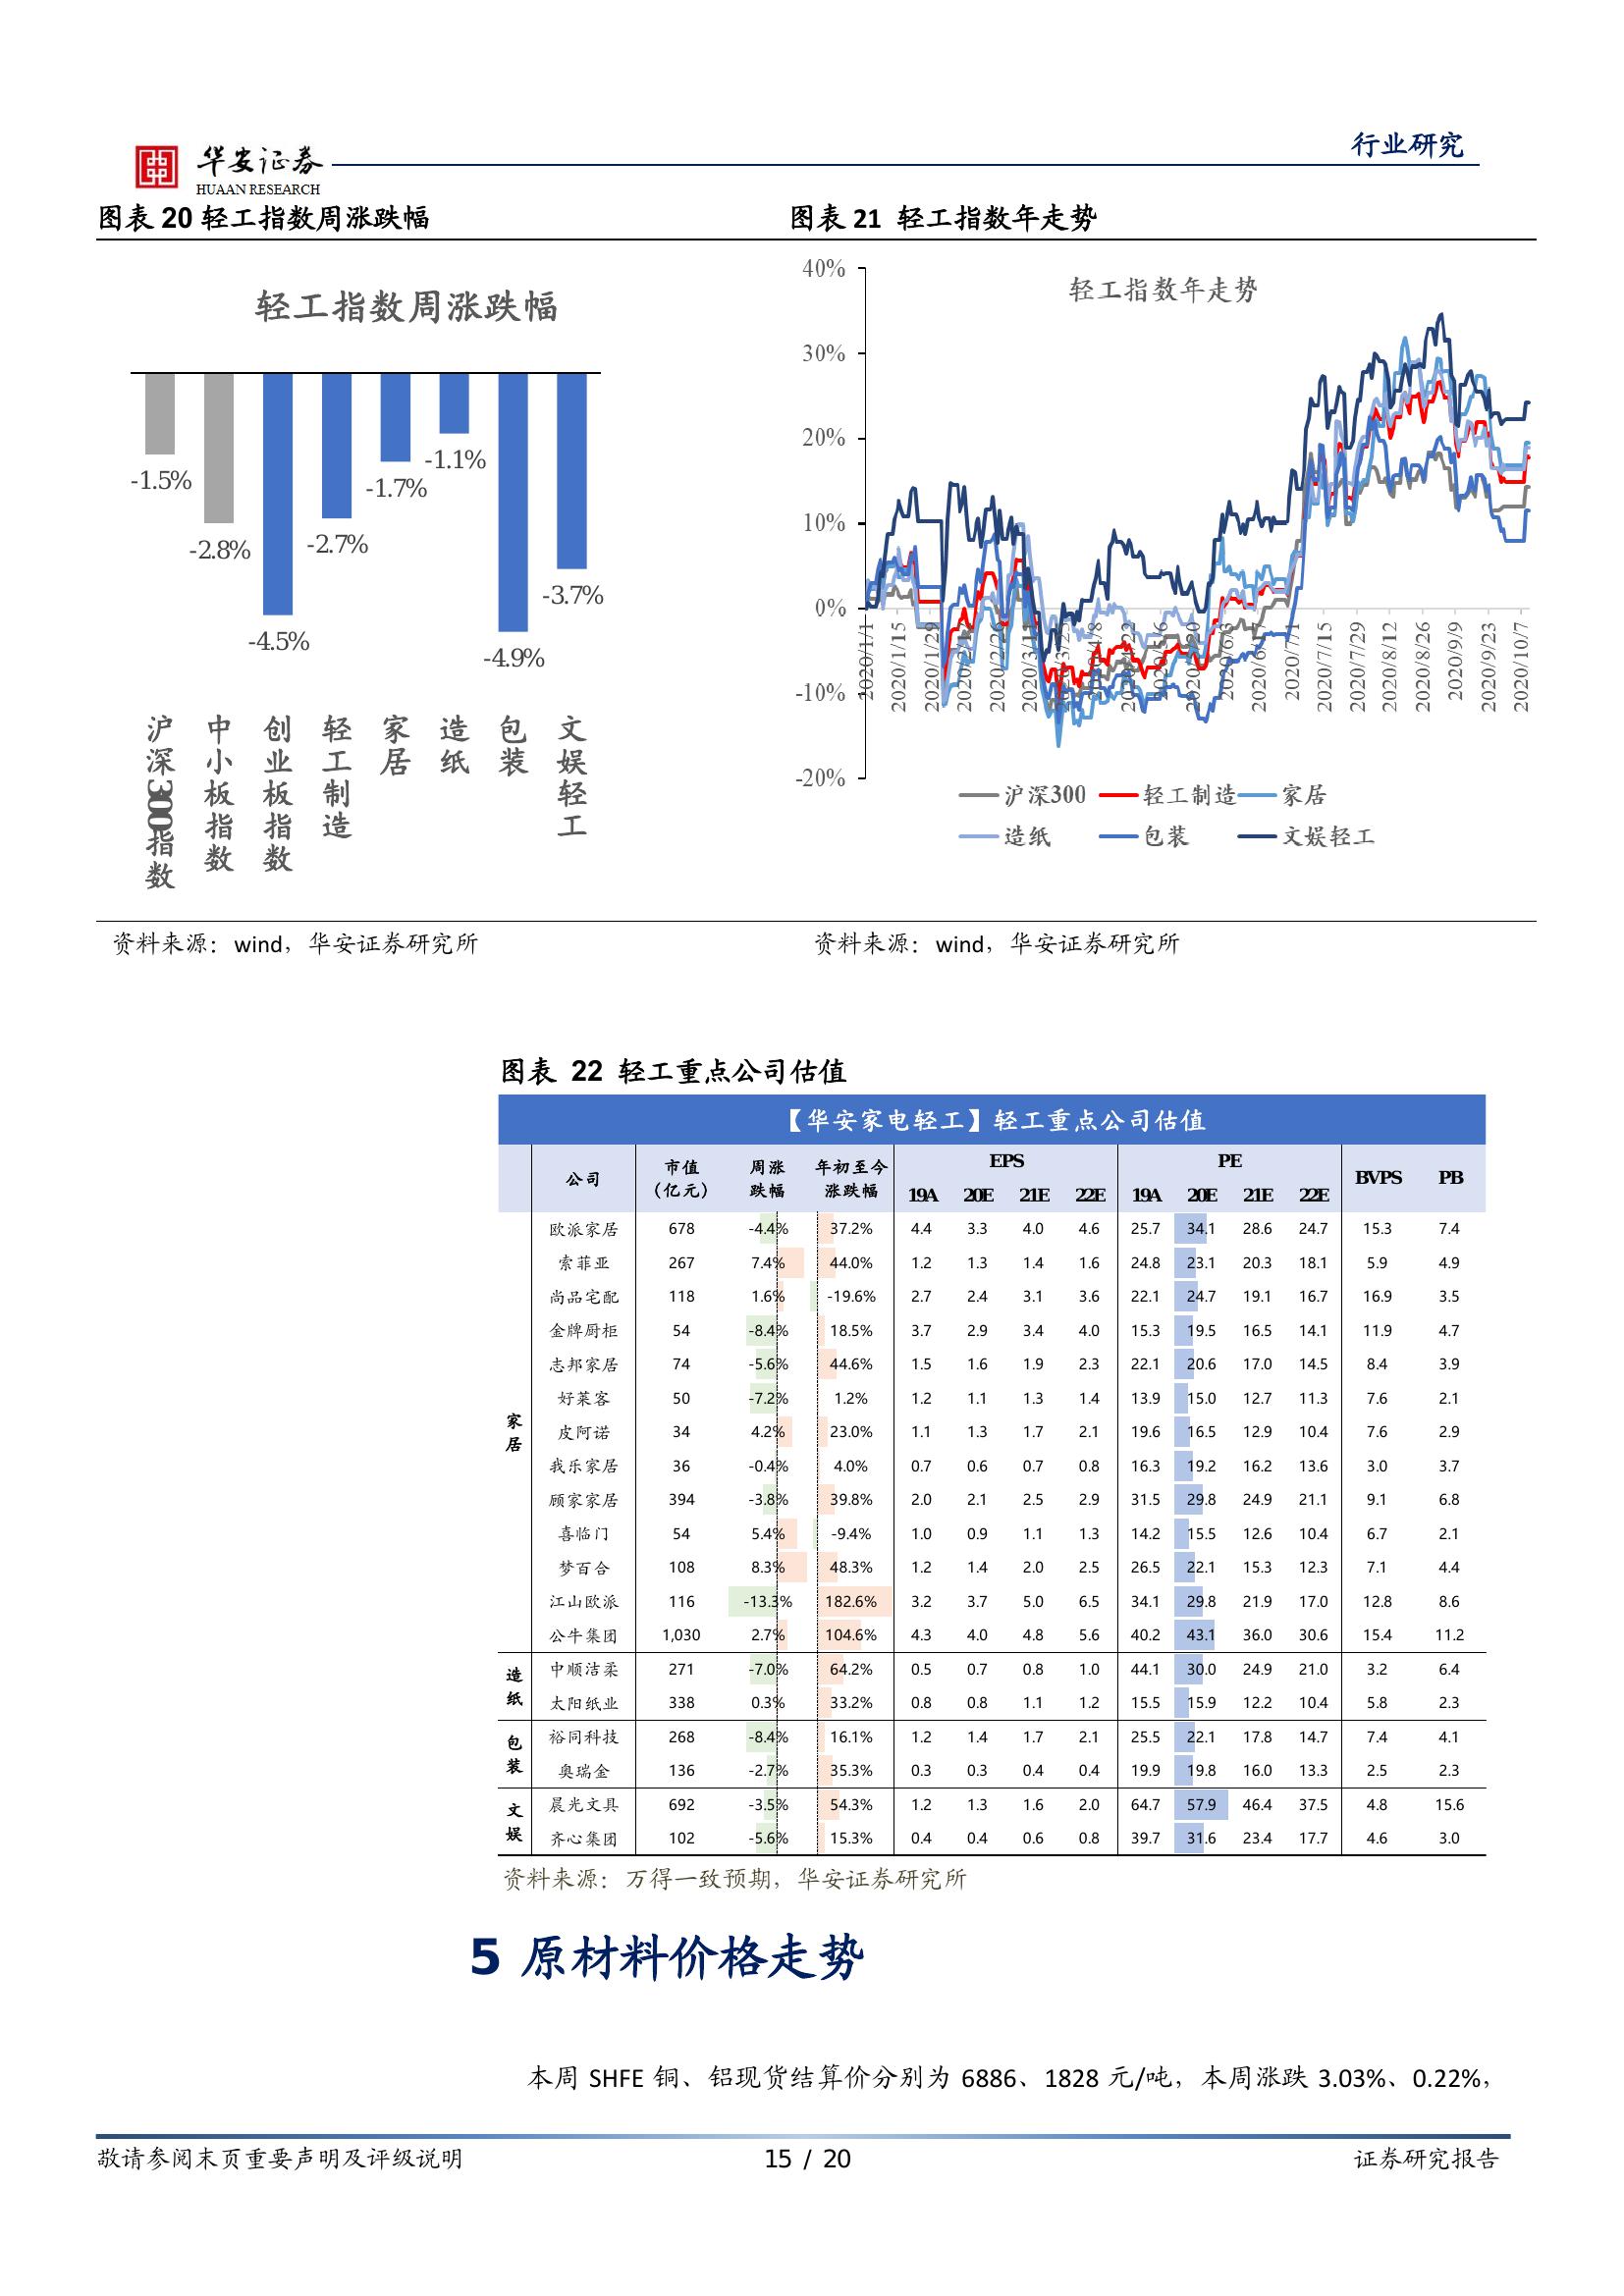 行业研究
华安证券
HUAAN RESEARCH
图表 20 轻工指数周涨跌幅
轻工指数周涨跌幅
-1.5%
-2.8%
-4.5%
-2.7%
-1.7%
-1.1%
-4.9%
-3.7%
沪深300指数
中小板指数
创业板指数
轻工制造
家居
造纸
包装
文娱轻工
资料来源：wind，华安证券研究所
图表 21 轻工指数年走势
轻工指数年走势
40%
30%
20%
10%
0%
-10%
-20%
2020/1/1
2020/1/15
2020/1/29
2020/2/12
2020/2/26
2020/3/11
2020/3/25
2020/4/8
2020/4/22
2020/5/6
2020/5/20
2020/6/3
2020/6/17
2020/7/1
2020/7/15
2020/7/29
2020/8/12
2020/8/26
2020/9/9
2020/9/23
2020/10/7
沪深300 轻工制造 家居
造纸 包装 文娱轻工
资料来源：wind，华安证券研究所
图表 22 轻工重点公司估值
【华安家电轻工】轻工重点公司估值
公司 市值（亿元） 周涨跌幅 年初至今涨跌幅 EPS PE BVPS PB
19A 20E 21E 22E 19A 20E 21E 22E
家居
欧派家居 678 -4.4% 37.2% 4.4 3.3 4.0 4.6 25.7 34.1 28.6 24.7 15.3 7.4
索菲亚 267 7.4% 44.0% 1.2 1.3 1.4 1.6 24.8 23.1 20.3 18.1 5.9 4.9
尚品宅配 118 1.6% -19.6% 2.7 2.4 3.1 3.6 22.1 24.7 19.1 16.7 16.9 3.5
金牌厨柜 54 -8.4% 18.5% 3.7 2.9 3.4 4.0 15.3 19.5 16.5 14.1 11.9 4.7
志邦家居 74 -5.6% 44.6% 1.5 1.6 1.9 2.3 22.1 20.6 17.0 14.5 8.4 3.9
好莱客 50 -7.2% 1.2% 1.2 1.1 1.3 1.4 13.9 15.0 12.7 11.3 7.6 2.1
皮阿诺 34 4.2% 23.0% 1.1 1.3 1.7 2.1 19.6 16.5 12.9 10.4 7.6 2.9
我乐家居 36 -0.4% 4.0% 0.7 0.6 0.7 0.8 16.3 19.2 16.2 13.6 3.0 3.7
顾家家居 394 -3.8% 39.8% 2.0 2.1 2.5 2.9 31.5 29.8 24.9 21.1 9.1 6.8
喜临门 54 5.4% -9.4% 1.0 0.9 1.1 1.3 14.2 15.5 12.6 10.4 6.7 2.1
梦百合 108 8.3% 48.3% 1.2 1.4 2.0 2.5 26.5 22.1 15.3 12.3 7.1 4.4
江山欧派 116 -13.3% 182.6% 3.2 3.7 5.0 6.5 34.1 29.8 21.9 17.0 12.8 8.6
公牛集团 1,030 2.7% 104.6% 4.3 4.0 4.8 5.6 40.2 43.1 36.0 30.6 15.4 11.2
造纸
中顺洁柔 271 -7.0% 64.2% 0.5 0.7 0.8 1.0 44.1 30.0 24.9 21.0 3.2 6.4
太阳纸业 338 0.3% 33.2% 0.8 0.8 1.1 1.2 15.5 15.9 12.2 10.4 5.8 2.3
包装
裕同科技 268 -8.4% 16.1% 1.2 1.4 1.7 2.1 25.5 22.1 17.8 14.7 7.4 4.1
奥瑞金 136 -2.7% 35.3% 0.3 0.3 0.4 0.4 19.9 19.8 16.0 13.3 2.5 2.3
文娱
晨光文具 692 -3.5% 54.3% 1.2 1.3 1.6 2.0 64.7 57.9 46.4 37.5 4.8 15.6
齐心集团 102 -5.6% 15.3% 0.4 0.4 0.6 0.8 39.7 31.6 23.4 17.7 4.6 3.0
资料来源：万得一致预期，华安证券研究所
5 原材料价格走势
本周 SHFE 铜、铝现货结算价分别为 6886、1828 元/吨，本周涨跌 3.03%、0.22%，
敬请参阅末页重要声明及评级说明 15 / 20 证券研究报告